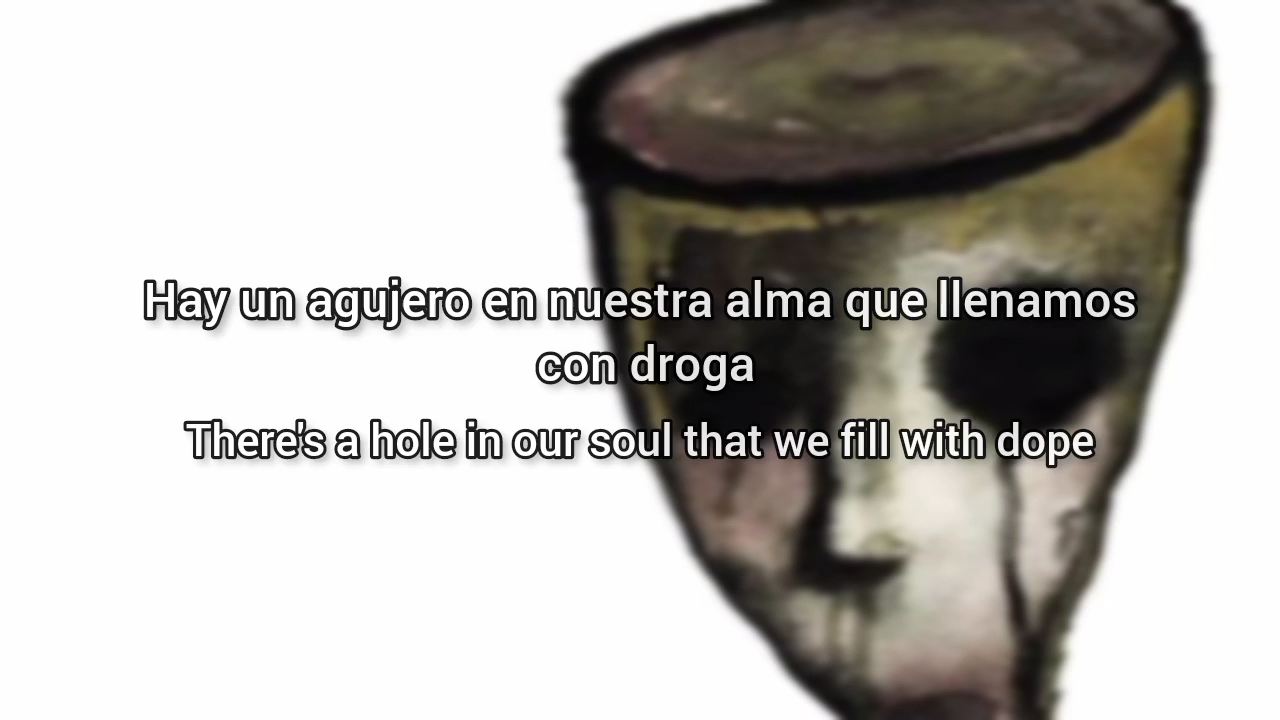 Hay un agujero en nuestra alma que llenamos
con droga
There's a hole in our soul that we fill with dope